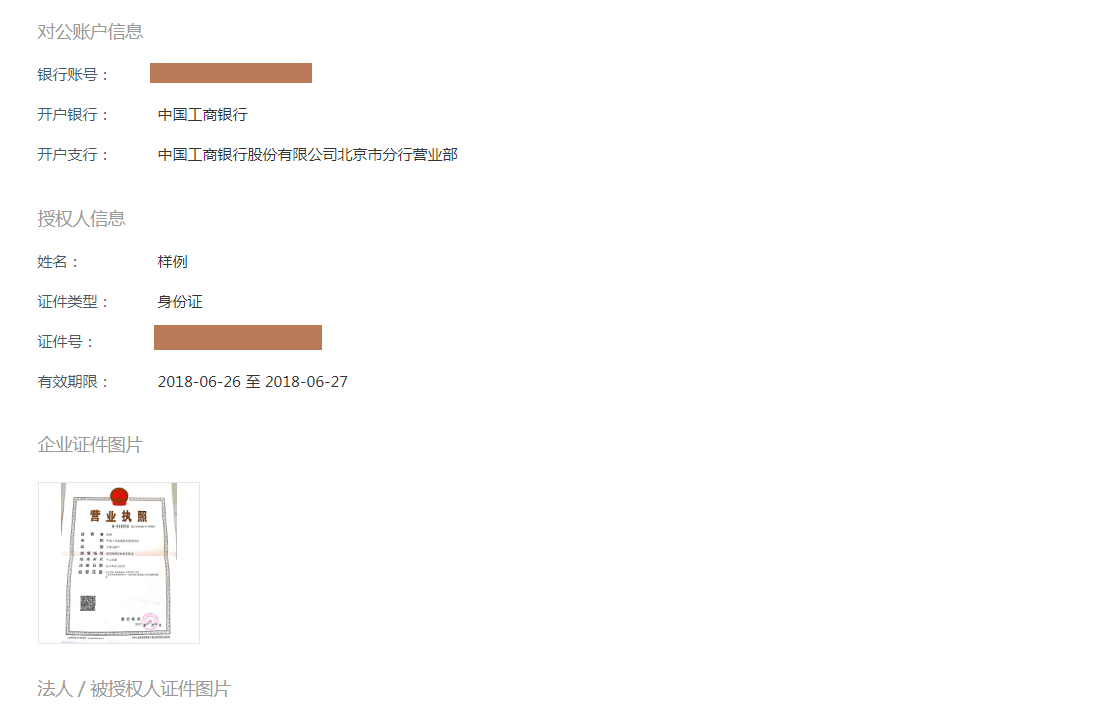 对公账户信息
银行账号：
开户银行： 中国工商银行
开户支行： 中国工商银行股份有限公司北京市分行营业部
授权人信息
姓名： 样例
证件类型： 身份证
证件号：
有效期限： 2018-06-26 至 2018-06-27
企业证件图片
营业执照
法人 / 被授权人证件图片